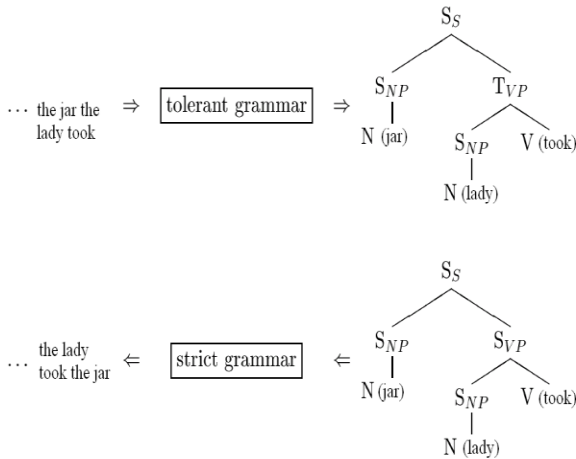 S_S
S_NP T_VP
... the jar the ⇒ tolerant grammar ⇒
lady took
N (jar) S_NP V (took)
N (lady)
S_S
S_NP S_VP
... the lady ⇐ strict grammar ⇐
took the jar
N (jar) S_NP V (took)
N (lady)